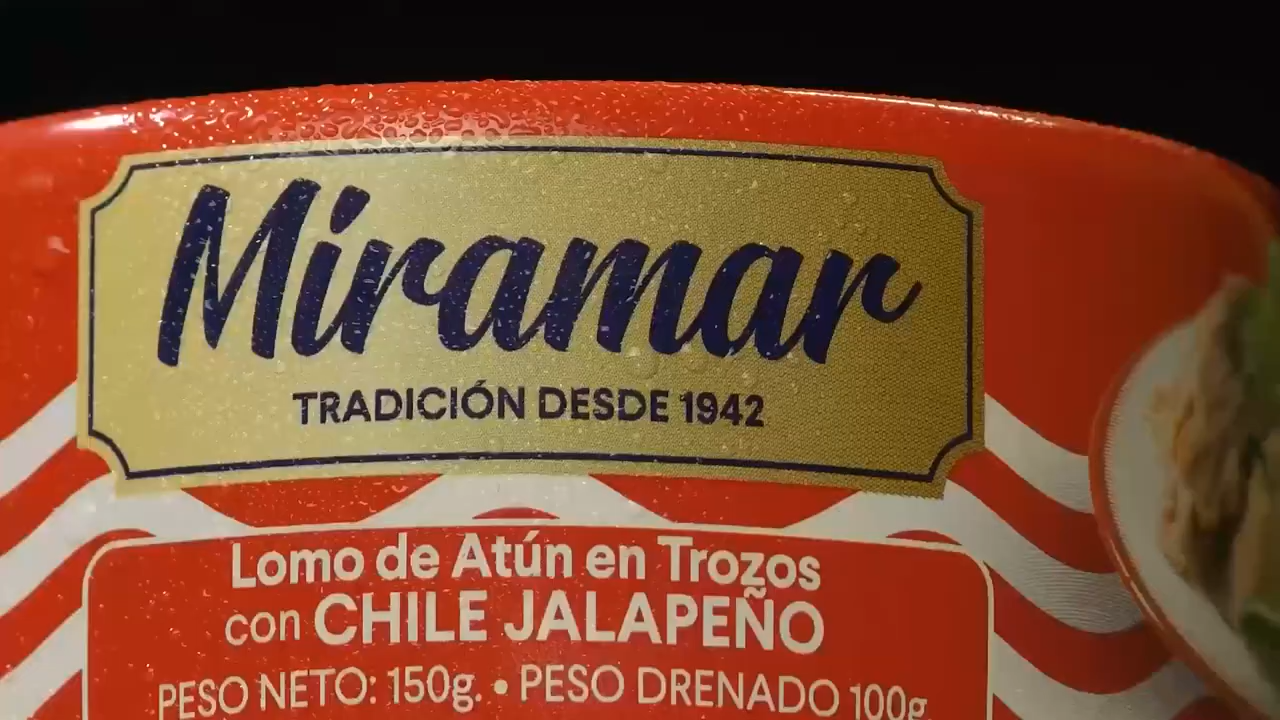 Miramar
TRADICIÓN DESDE 1942
Lomo de Atún en Trozos
con CHILE JALAPEÑO
PESO NETO: 150g. • PESO DRENADO 100g